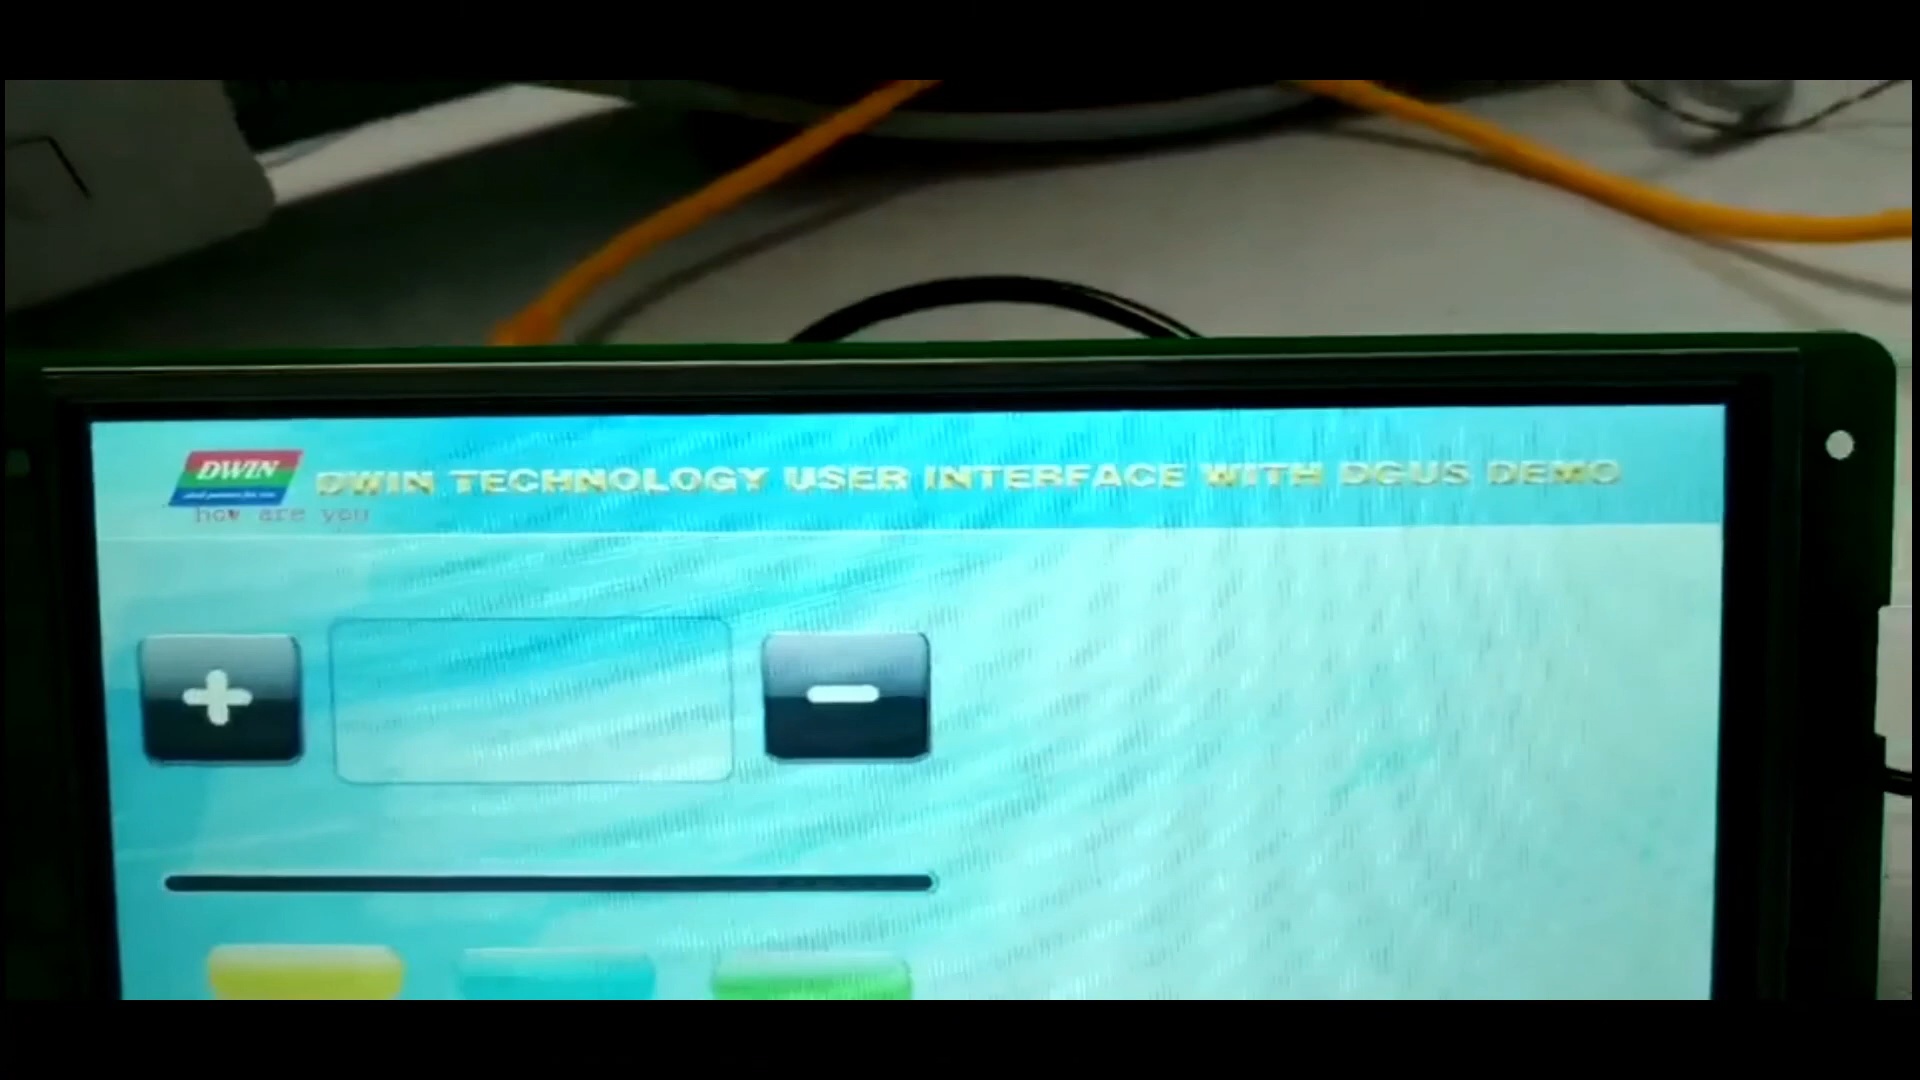 DWIN
DWIN TECHNOLOGY USER INTERFACE WITH DGUS DEMO
how are you